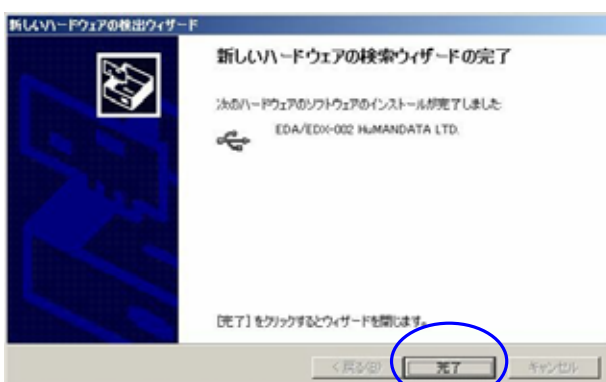 新しいハードウェアの検出ウィザード
新しいハードウェアの検索ウィザードの完了
次のハードウェアのソフトウェアのインストールが完了しました
EDA/EDX-002 HuMANDATA LTD.
[完了] をクリックするとウィザードを閉じます。
< 戻る(B) 完了 キャンセル